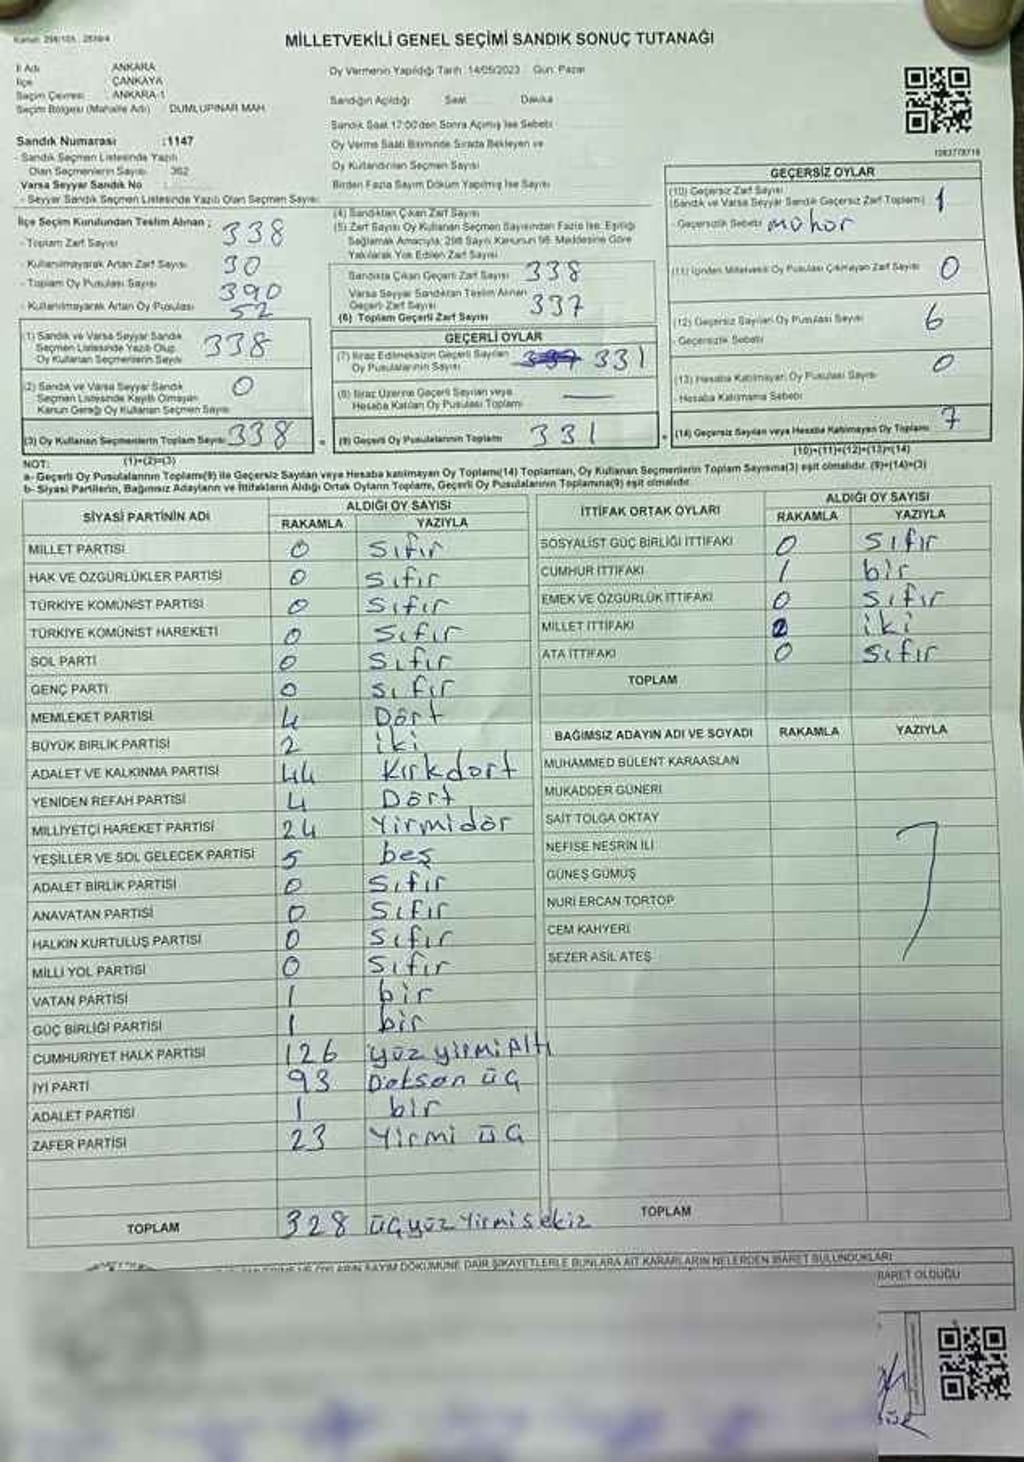 Kanun: 298/105 , 2839/4
MİLLETVEKİLİ GENEL SEÇİMİ SANDIK SONUÇ TUTANAĞI
İl Adı ANKARA
İlçe ÇANKAYA
Seçim Çevresi : ANKARA-1
Seçim Bölgesi (Mahalle Adı) DUMLUPINAR MAH.
Sandık Numarası :1147
- Sandık Seçmen Listesinde Yazılı
Olan Seçmenlerin Sayısı 362
Varsa Seyyar Sandık No
- Seyyar Sandık Seçmen Listesinde Yazılı Olan Seçmen Sayısı
Oy Vermenin Yapıldığı Tarih: 14/05/2023 Gün: Pazar
Sandığın Açıldığı Saat Dakika
Sandık Saat 17:00'den Sonra Açılmış İse Sebebi
Oy Verme Saati Bitiminde Sırada Bekleyen ve
Oy Kullandırılan Seçmen Sayısı
Birden Fazla Sayım Döküm Yapılmış İse Sayısı
1083778716
İlçe Seçim Kurulundan Teslim Alınan ;
- Toplam Zarf Sayısı 338
- Kullanılmayarak Artan Zarf Sayısı 30
- Toplam Oy Pusulası Sayısı 390
- Kullanılmayarak Artan Oy Pusulası 52
(1) Sandık ve Varsa Seyyar Sandık
Seçmen Listesinde Yazılı Olup
Oy Kullanan Seçmenlerin Sayısı 338
(2) Sandık ve Varsa Seyyar Sandık
Seçmen Listesinde Kayıtlı Olmayan
Kanun Gereği Oy Kullanan Seçmen Sayısı 0
(3) Oy Kullanan Seçmenlerin Toplam Sayısı 338
(1)+(2)=(3)
(4) Sandıktan Çıkan Zarf Sayısı
(5) Zarf Sayısı Oy Kullanan Seçmen Sayısından Fazla İse, Eşitliği
Sağlamak Amacıyla, 298 Sayılı Kanunun 98. Maddesine Göre
Yakılarak Yok Edilen Zarf Sayısı
Sandıkta Çıkan Geçerli Zarf Sayısı 338
Varsa Seyyar Sandıktan Teslim Alınan
Geçerli Zarf Sayısı
(6) Toplam Geçerli Zarf Sayısı 337
GEÇERLİ OYLAR
(7) İtiraz Edilmeksizin Geçerli Sayılan
Oy Pusulalarının Sayısı 337 331
(8) İtiraz Üzerine Geçerli Sayılan veya
Hesaba Katılan Oy Pusulası Toplamı —
= (9) Geçerli Oy Pusulalarının Toplamı 331
GEÇERSİZ OYLAR
(10) Geçersiz Zarf Sayısı
(Sandık ve Varsa Seyyar Sandık Geçersiz Zarf Toplamı) 1
- Geçersizlik Sebebi mühor
(11) İçinden Milletvekili Oy Pusulası Çıkmayan Zarf Sayısı 0
(12) Geçersiz Sayılan Oy Pusulası Sayısı 6
- Geçersizlik Sebebi
(13) Hesaba Katılmayan Oy Pusulası Sayısı 0
- Hesaba Katılmama Sebebi
+ (14) Geçersiz Sayılan veya Hesaba Katılmayan Oy Toplamı 7
(10)+(11)+(12)+(13)=(14)
NOT:
a- Geçerli Oy Pusulalarının Toplamı(9) ile Geçersiz Sayılan veya Hesaba katılmayan Oy Toplamı(14) Toplamları, Oy Kullanan Seçmenlerin Toplam Sayısına(3) eşit olmalıdır. (9)+(14)=(3)
b- Siyasi Partilerin, Bağımsız Adayların ve İttifakların Aldığı Ortak Oyların Toplamı, Geçerli Oy Pusulalarının Toplamına(9) eşit olmalıdır.
SİYASİ PARTİNİN ADI ALDIĞI OY SAYISI
RAKAMLA YAZIYLA
MİLLET PARTİSİ 0 Sıfır
HAK VE ÖZGÜRLÜKLER PARTİSİ 0 Sıfır
TÜRKİYE KOMÜNİST PARTİSİ 0 Sıfır
TÜRKİYE KOMÜNİST HAREKETİ 0 Sıfır
SOL PARTİ 0 Sıfır
GENÇ PARTİ 0 Sıfır
MEMLEKET PARTİSİ 4 Dört
BÜYÜK BİRLİK PARTİSİ 2 iki
ADALET VE KALKINMA PARTİSİ 44 Kırkdört
YENİDEN REFAH PARTİSİ 4 Dört
MİLLİYETÇİ HAREKET PARTİSİ 24 Yirmidör
YEŞİLLER VE SOL GELECEK PARTİSİ 5 beş
ADALET BİRLİK PARTİSİ 0 Sıfır
ANAVATAN PARTİSİ 0 Sıfır
HALKIN KURTULUŞ PARTİSİ 0 Sıfır
MİLLİ YOL PARTİSİ 0 Sıfır
VATAN PARTİSİ 1 bir
GÜÇ BİRLİĞİ PARTİSİ 1 bir
CUMHURİYET HALK PARTİSİ 126 yüz yirmi Altı
İYİ PARTİ 93 Doksan üç
ADALET PARTİSİ 1 bir
ZAFER PARTİSİ 23 Yirmi üç
TOPLAM 328 üçyüz Yirmi sekiz
İTTİFAK ORTAK OYLARI ALDIĞI OY SAYISI
RAKAMLA YAZIYLA
SOSYALİST GÜÇ BİRLİĞİ İTTİFAKI 0 Sıfır
CUMHUR İTTİFAKI 1 bir
EMEK VE ÖZGÜRLÜK İTTİFAKI 0 Sıfır
MİLLET İTTİFAKI 2 iki
ATA İTTİFAKI 0 Sıfır
TOPLAM
BAĞIMSIZ ADAYIN ADI VE SOYADI RAKAMLA YAZIYLA
MUHAMMED BÜLENT KARAASLAN
MUKADDER GÜNERİ
SAİT TOLGA OKTAY
NEFİSE NESRİN İLİ
GÜNEŞ GÜMÜŞ
NURİ ERCAN TORTOP
CEM KAHYERİ
SEZER ASİL ATEŞ
TOPLAM
SAYIM DÖKÜMÜNE DAİR ŞİKAYETLERLE BUNLARA AİT KARARLARIN NELERDEN İBARET BULUNDUKLARI
İBARET OLDUĞU